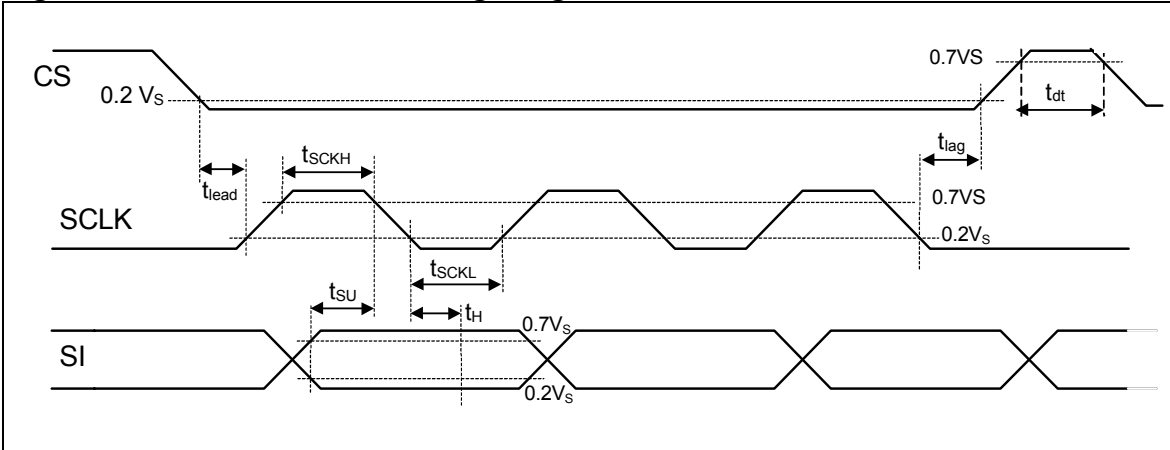 CS
0.2 VS
0.7VS
tdt
tlag
tlead
tSCKH
0.7VS
SCLK
0.2VS
tSCKL
tSU
tH
0.7VS
SI
0.2VS